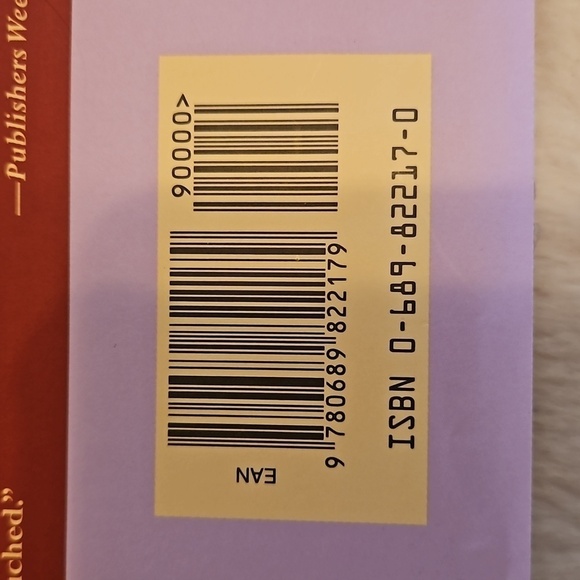 —Publishers Wee
ched.”
ISBN 0-689-82217-0
EAN
9 780689 822179
90000>